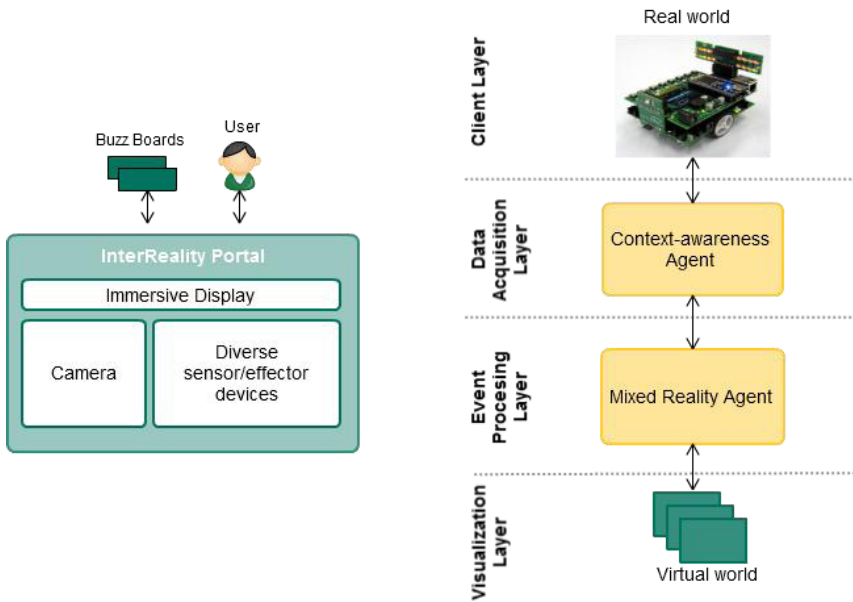 Buzz Boards
User
InterReality Portal
Immersive Display
Camera
Diverse
sensor/effector
devices
Real world
Client Layer
Data
Acquisition
Layer
Context-awareness
Agent
Event
Procesing
Layer
Mixed Reality Agent
Visualization
Layer
Virtual world